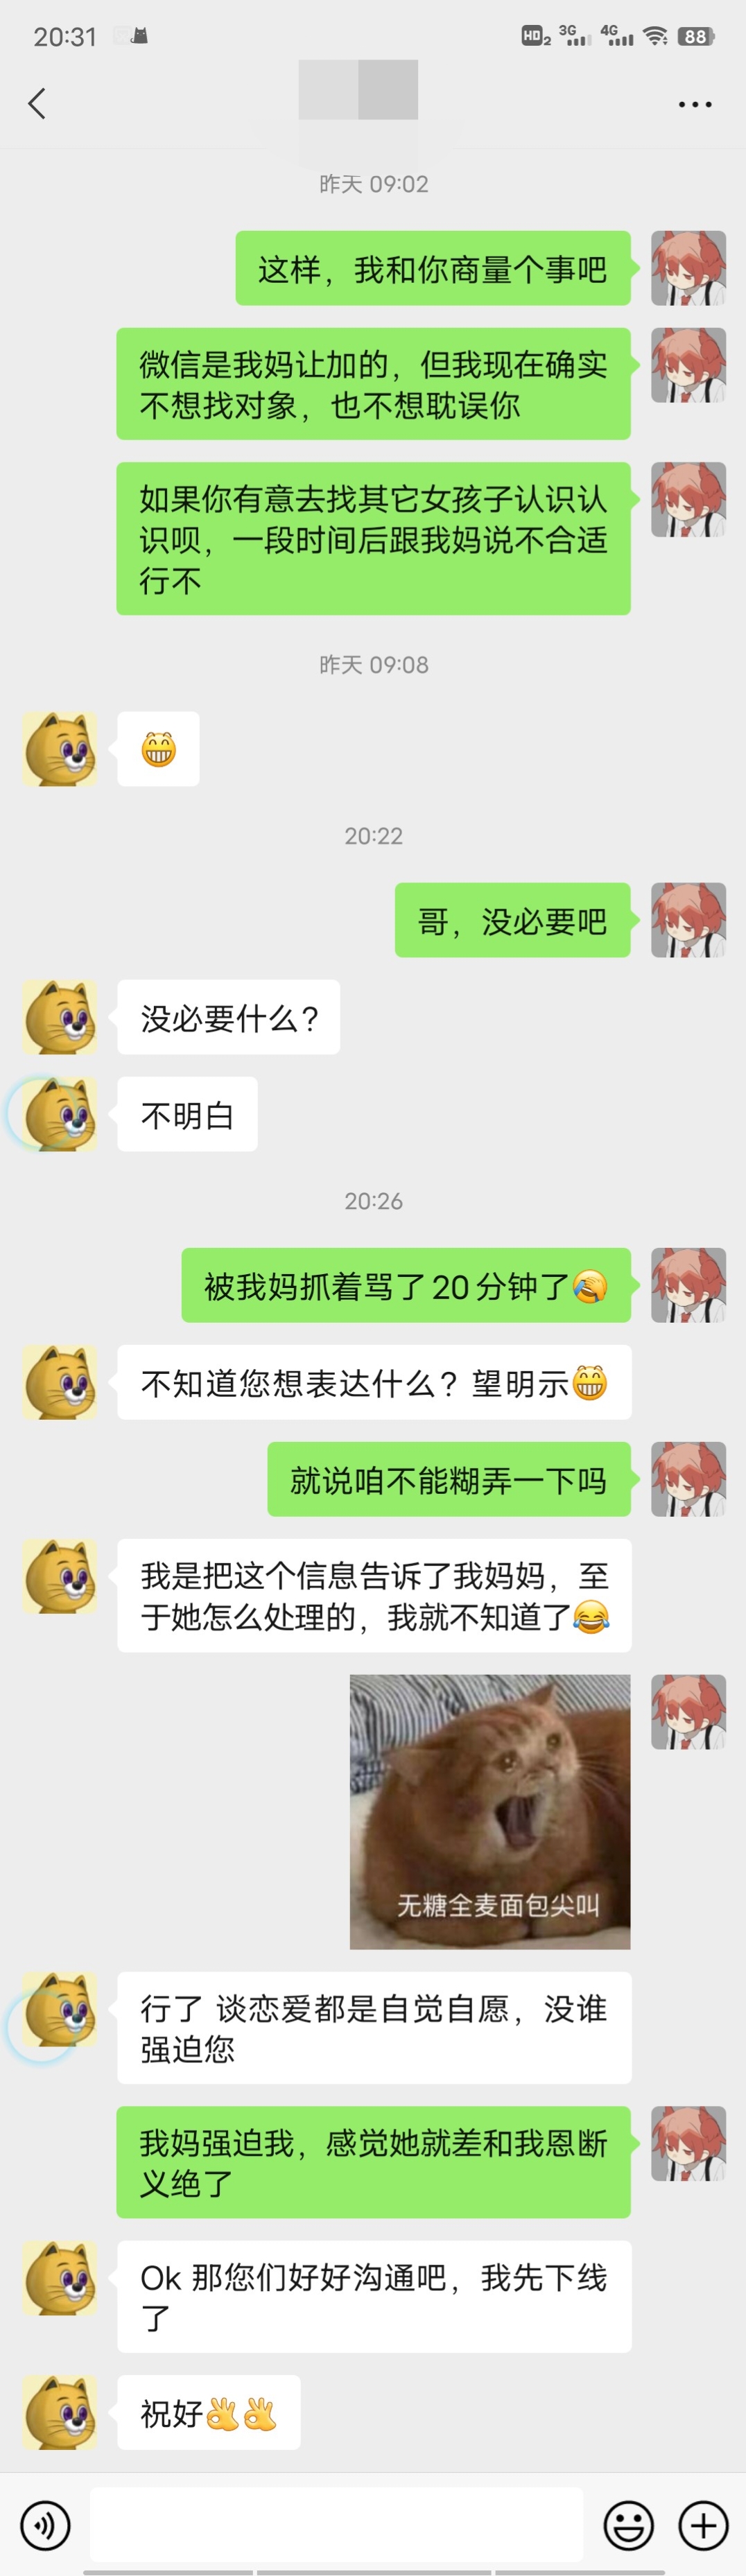 20:31
HD2 3G 4G 88
昨天 09:02
这样，我和你商量个事吧
微信是我妈让加的，但我现在确实
不想找对象，也不想耽误你
如果你有意去找其它女孩子认识认
识呗，一段时间后跟我妈说不合适
行不
昨天 09:08
20:22
哥，没必要吧
没必要什么？
不明白
20:26
被我妈抓着骂了20分钟了🤣
不知道您想表达什么？望明示😁
就说咱不能糊弄一下吗
我是把这个信息告诉了我妈妈，至
于她怎么处理的，我就不知道了😂
无糖全麦面包尖叫
行了 谈恋爱都是自觉自愿，没谁
强迫您
我妈强迫我，感觉她就差和我恩断
义绝了
Ok 那您们好好沟通吧，我先下线
了
祝好👌👌